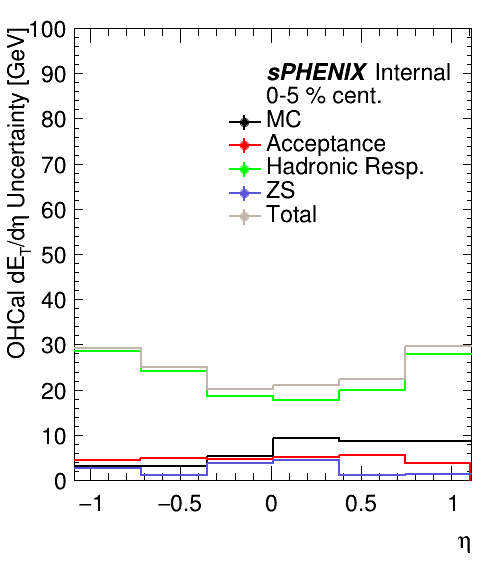 OHCal dE_T/dη Uncertainty [GeV]
100
90
80
70
60
50
40
30
20
10
0
sPHENIX Internal
0-5 % cent.
MC
Acceptance
Hadronic Resp.
ZS
Total
−1 −0.5 0 0.5 1
η